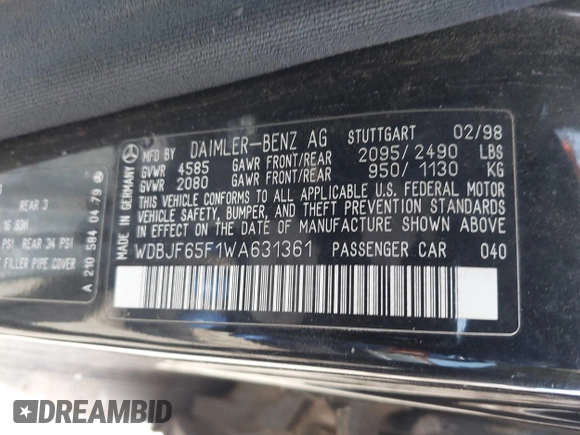 MFD. BY DAIMLER-BENZ AG STUTTGART 02/98
GVWR 4585 GAWR FRONT/REAR 2095/2490 LBS
GVWR 2080 GAWR FRONT/REAR 950/1130 KG
THIS VEHICLE CONFORMS TO ALL APPLICABLE U.S. FEDERAL MOTOR
VEHICLE SAFETY, BUMPER, AND THEFT PREVENTION STANDARDS
IN EFFECT ON THE DATE OF MANUFACTURE SHOWN ABOVE.
WDBJF65F1WA631361 PASSENGER CAR 040
MADE IN GERMANY
A 210 584 04 79
REAR 3
PSI REAR 34 PSI
FILLER PIPE COVER
DREAMBID